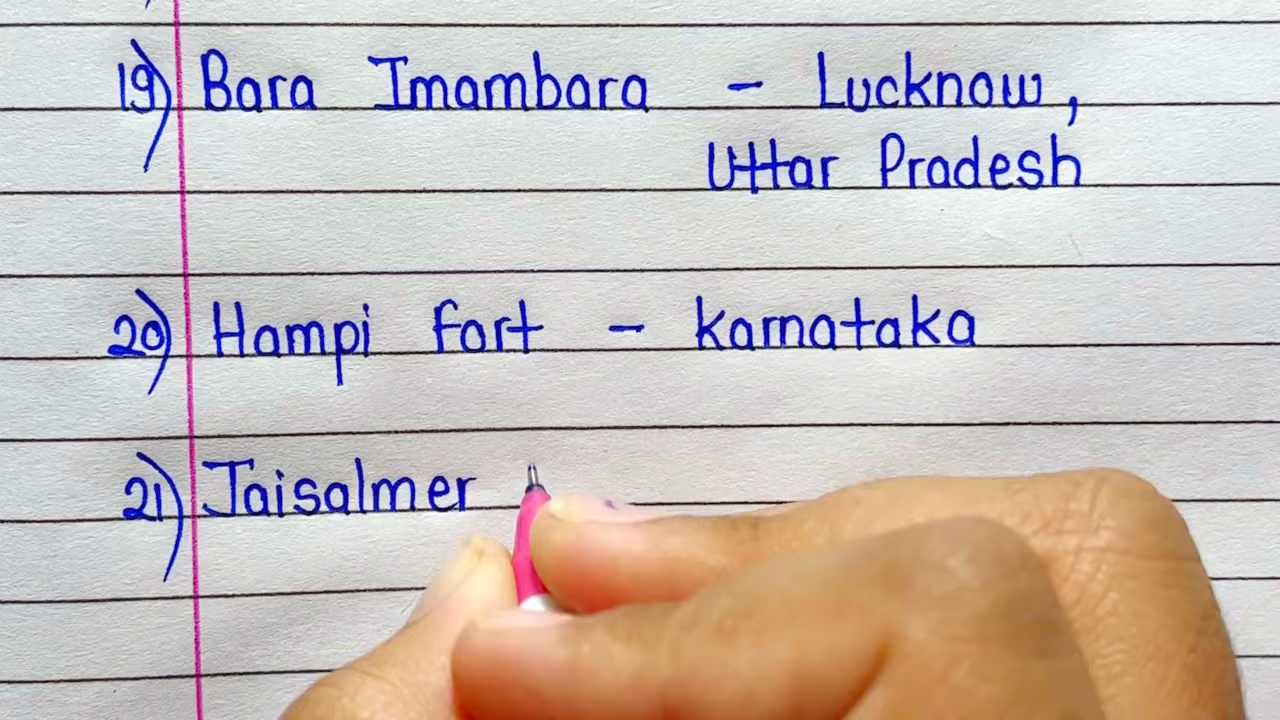 19) Bara Imambara - Lucknow,
Uttar Pradesh
20) Hampi fort - karnataka
21) Jaisalmer